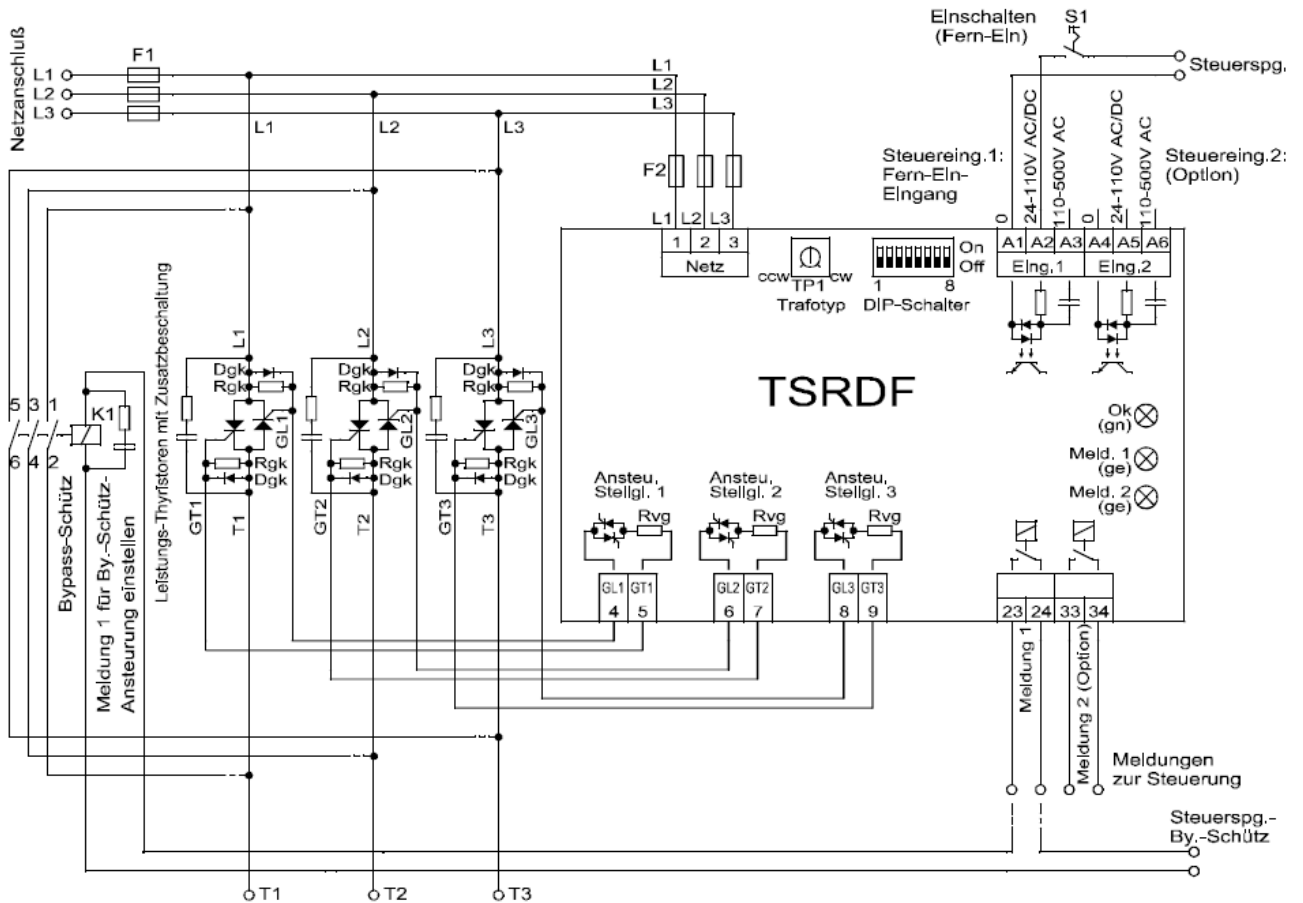 Einschalten
(Fern-Ein)
S1
Steuerspg.
Netzanschluß
F1
L1
L2
L3
L1
L2
L3
L1
L2
L3
F2
Steuereing.1:
Fern-Ein-
Eingang
0
24-110V AC/DC
110-500V AC
0
24-110V AC/DC
110-500V AC
Steuereing.2:
(Option)
L1 L2 L3
1 2 3
Netz
ccw cw
TP1
Trafotyp
On
Off
1 8
DIP-Schalter
A1 A2 A3 A4 A5 A6
Eing.1 Eing.2
TSRDF
Ok
(gn)
Meld. 1
(ge)
Meld. 2
(ge)
Leistungs-Thyristoren mit Zusatzbeschaltung
L1
Dgk
Rgk
GL1
Rgk
Dgk
GT1
T1
L2
Dgk
Rgk
GL2
Rgk
Dgk
GT2
T2
L3
Dgk
Rgk
GL3
Rgk
Dgk
GT3
T3
5 3 1
K1
6 4 2
Bypass-Schütz
Meldung 1 für By.-Schütz-
Ansteurung einstellen
Ansteu,
Stellgl. 1
Rvg
Ansteu,
Stellgl. 2
Rvg
Ansteu,
Stellgl. 3
Rvg
GL1 GT1
4 5
GL2 GT2
6 7
GL3 GT3
8 9
23 24 33 34
Meldung 1
Meldung 2 (Option)
Meldungen
zur Steuerung
Steuerspg.-
By.-Schütz
T1
T2
T3